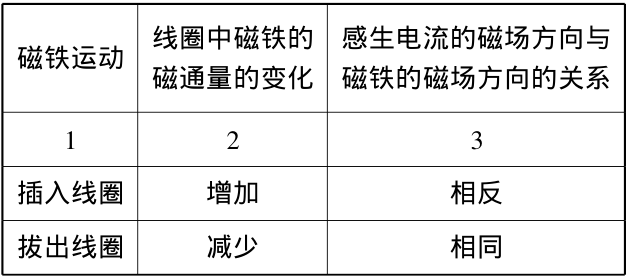 磁铁运动
线圈中磁铁的
磁通量的变化
感生电流的磁场方向与
磁铁的磁场方向的关系
1 2 3
插入线圈 增加 相反
拔出线圈 减少 相同